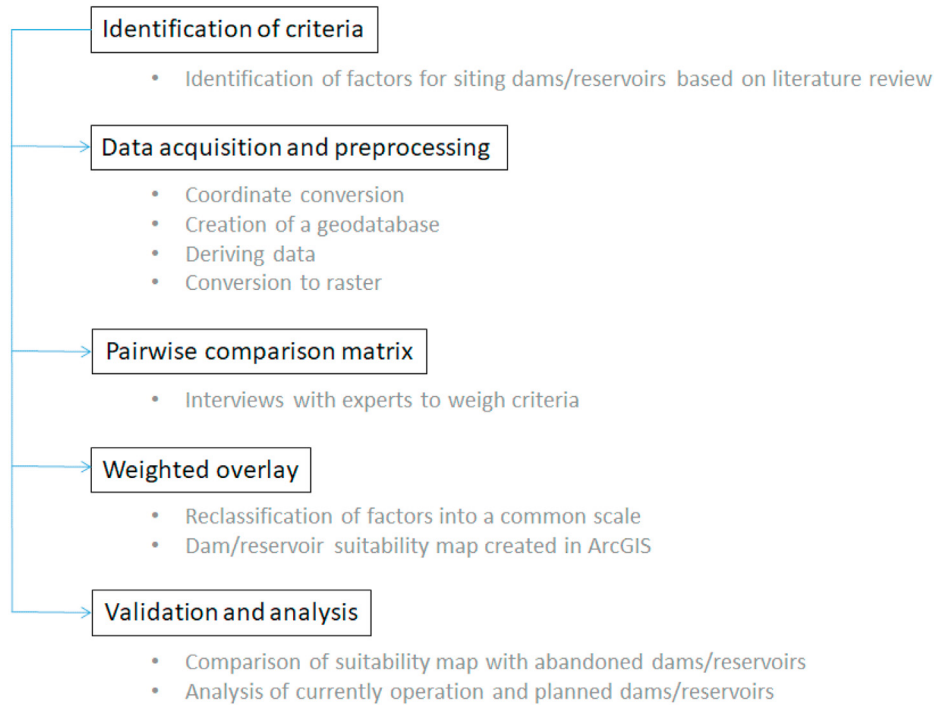 Identification of criteria
• Identification of factors for siting dams/reservoirs based on literature review
Data acquisition and preprocessing
• Coordinate conversion
• Creation of a geodatabase
• Deriving data
• Conversion to raster
Pairwise comparison matrix
• Interviews with experts to weigh criteria
Weighted overlay
• Reclassification of factors into a common scale
• Dam/reservoir suitability map created in ArcGIS
Validation and analysis
• Comparison of suitability map with abandoned dams/reservoirs
• Analysis of currently operation and planned dams/reservoirs